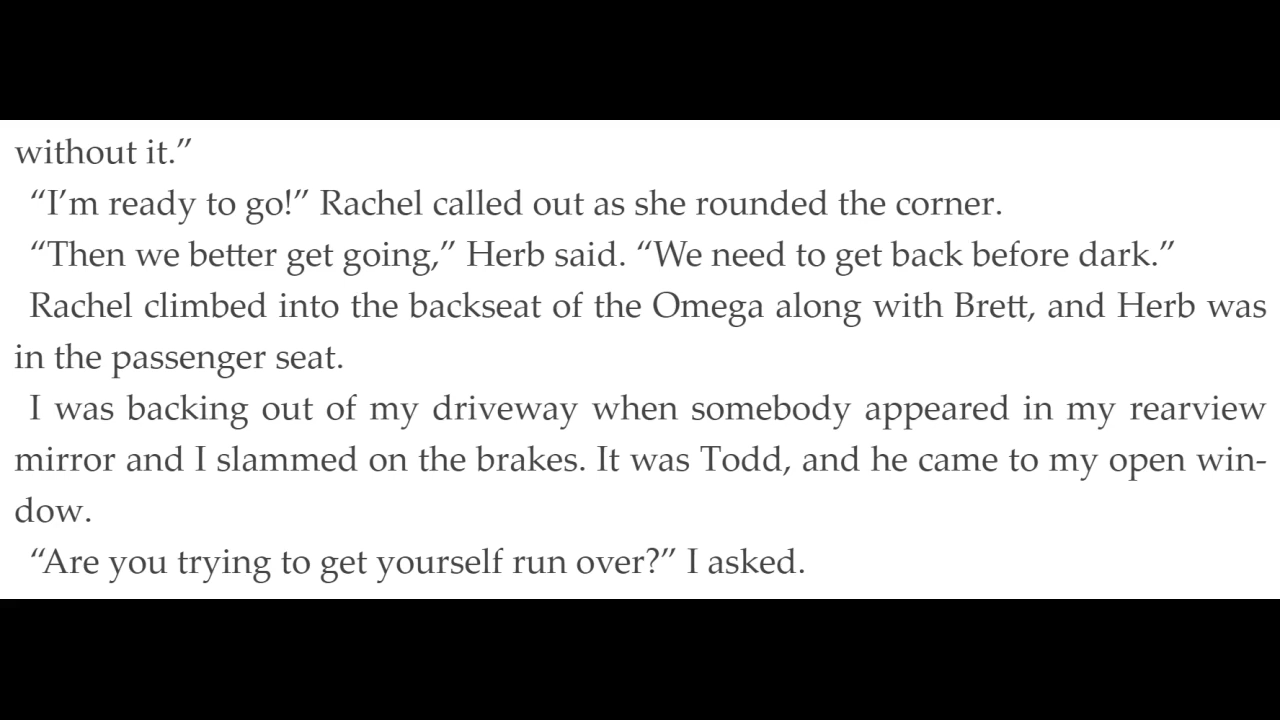 without it.”
“I’m ready to go!” Rachel called out as she rounded the corner.
“Then we better get going,” Herb said. “We need to get back before dark.”
Rachel climbed into the backseat of the Omega along with Brett, and Herb was
in the passenger seat.
I was backing out of my driveway when somebody appeared in my rearview
mirror and I slammed on the brakes. It was Todd, and he came to my open win-
dow.
“Are you trying to get yourself run over?” I asked.